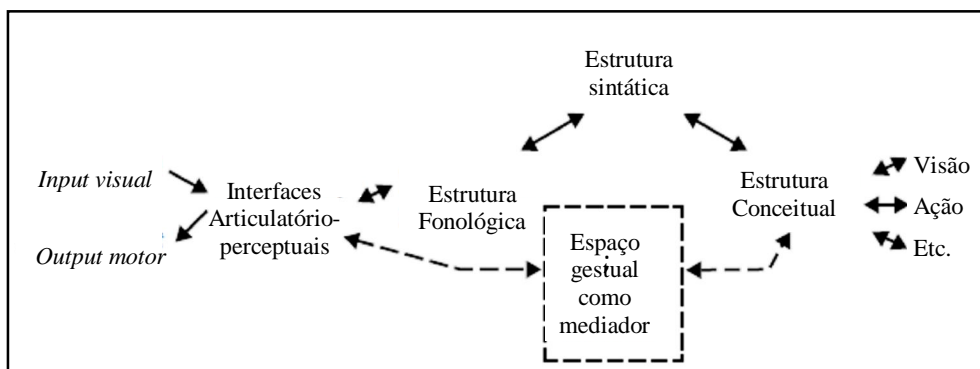 Estrutura
sintática
Input visual
Output motor
Interfaces
Articulatório-
perceptuais
Estrutura
Fonológica
Espaço
gestual
como
mediador
Estrutura
Conceitual
Visão
Ação
Etc.